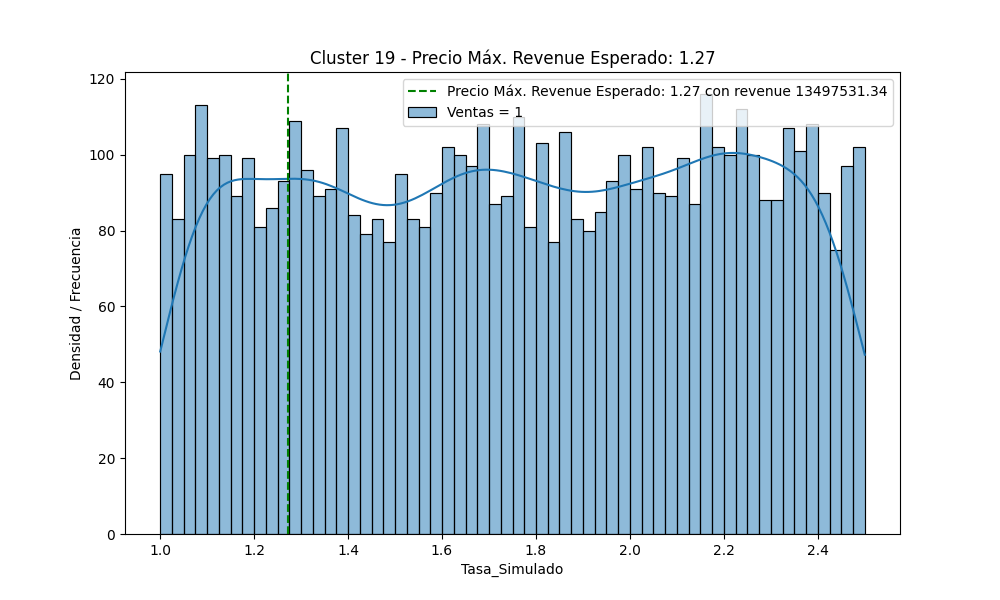 Cluster 19 - Precio Máx. Revenue Esperado: 1.27
Precio Máx. Revenue Esperado: 1.27 con revenue 13497531.34
Ventas = 1
Densidad / Frecuencia
120
100
80
60
40
20
0
1.0 1.2 1.4 1.6 1.8 2.0 2.2 2.4
Tasa_Simulado